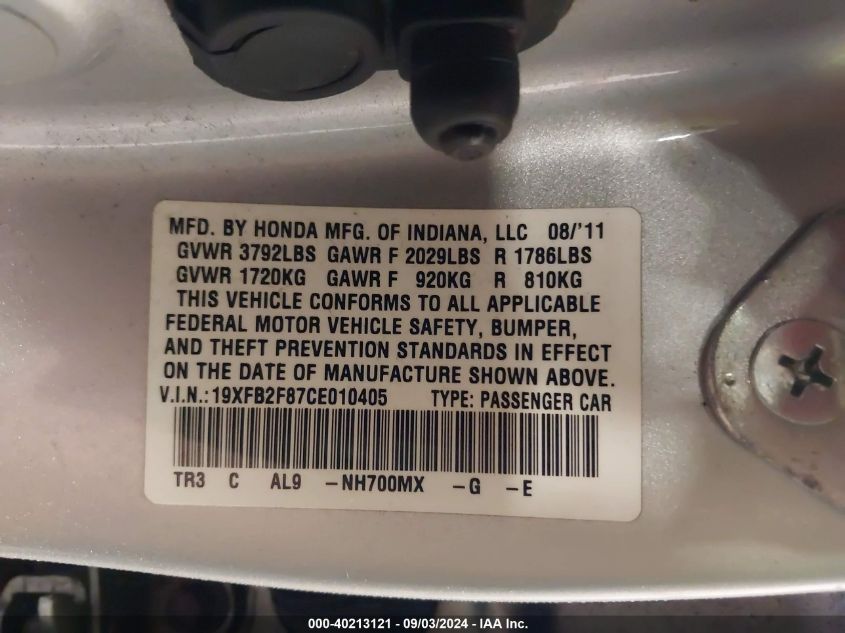 MFD. BY HONDA MFG. OF INDIANA, LLC 08/'11
GVWR 3792LBS GAWR F 2029LBS R 1786LBS
GVWR 1720KG GAWR F 920KG R 810KG
THIS VEHICLE CONFORMS TO ALL APPLICABLE
FEDERAL MOTOR VEHICLE SAFETY, BUMPER,
AND THEFT PREVENTION STANDARDS IN EFFECT
ON THE DATE OF MANUFACTURE SHOWN ABOVE.
V.I.N.:19XFB2F87CE010405 TYPE: PASSENGER CAR
TR3 C AL9 -NH700MX -G -E
000-40213121 - 09/03/2024 - IAA Inc.